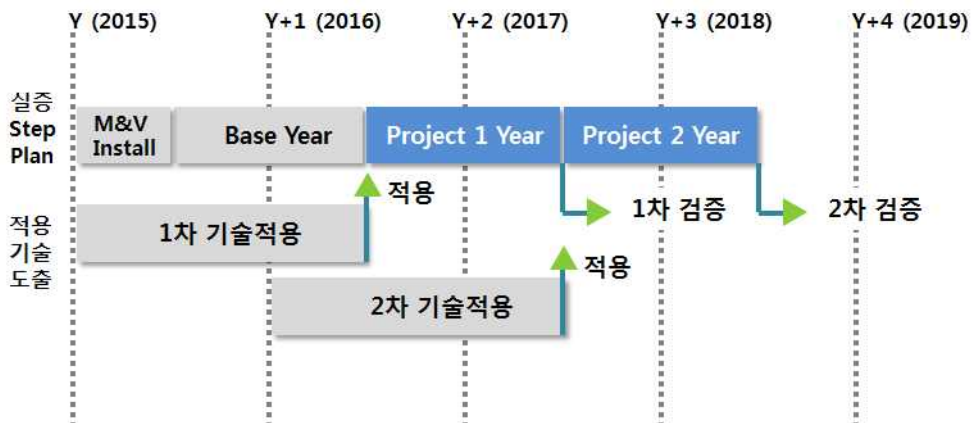 Y (2015) Y+1 (2016) Y+2 (2017) Y+3 (2018) Y+4 (2019)
실증
Step
Plan
M&V
Install
Base Year
Project 1 Year
Project 2 Year
적용
1차 검증
2차 검증
적용
기술
도출
1차 기술적용
적용
2차 기술적용